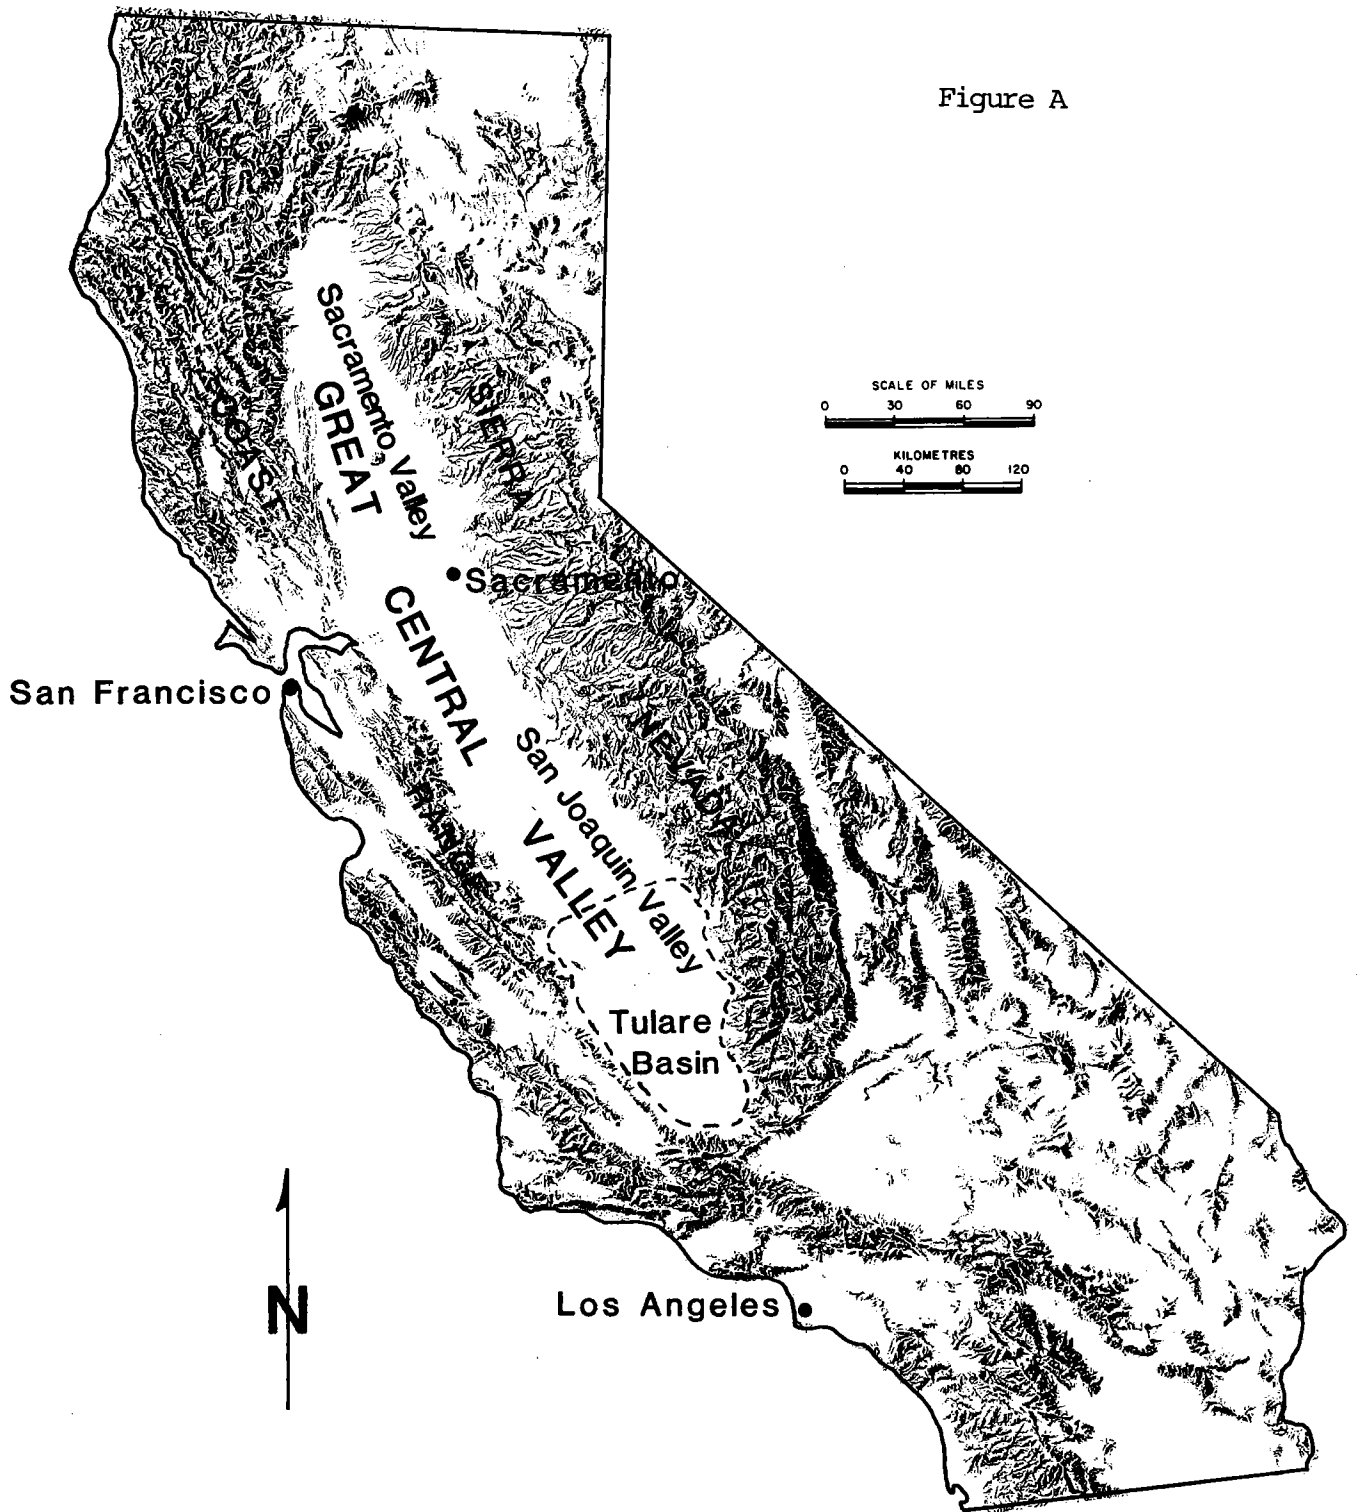 Figure A
Sacramento Valley
GREAT
SIERRA
COAST
SCALE OF MILES
0 30 60 90
KILOMETRES
0 40 80 120
Sacramento
CENTRAL
San Francisco
NEVADA
San Joaquin Valley
RANGE
VALLEY
Tulare
Basin
N
Los Angeles